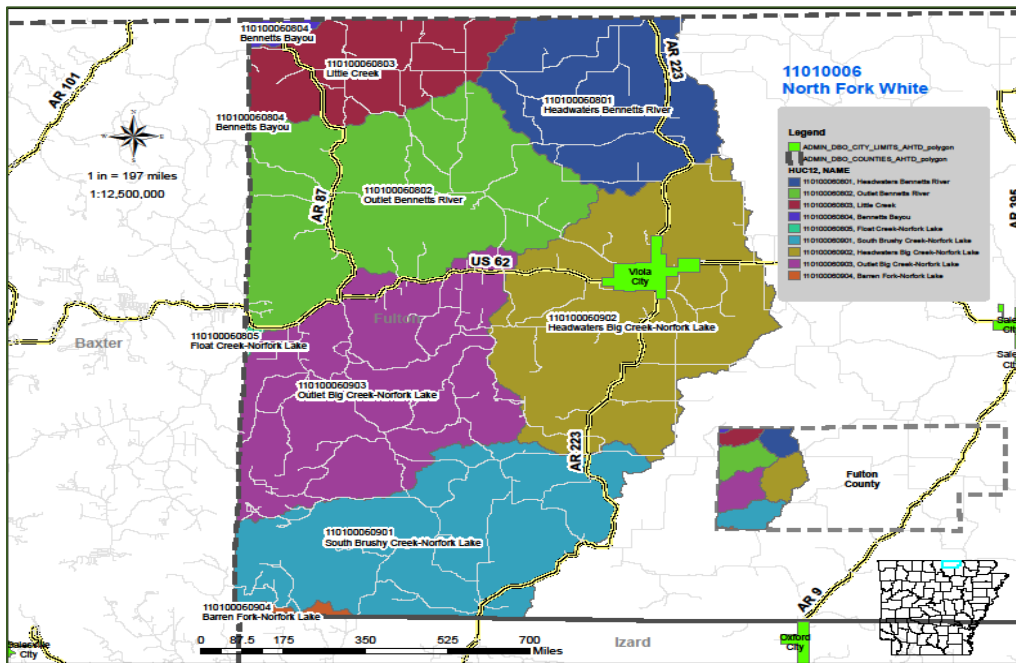 110100060804
Bennetts Bayou
110100060803
Little Creek
AR 101
AR 223
11010006
North Fork White
110100060801
Headwaters Bennetts River
110100060804
Bennetts Bayou
1 in = 197 miles
1:12,500,000
Legend
ADMIN_DBO_CITY_LIMITS_AHTD_polygon
ADMIN_DBO_COUNTIES_AHTD_polygon
HUC12, NAME
110100060801, Headwaters Bennetts River
110100060802, Outlet Bennetts River
110100060803, Little Creek
110100060804, Bennetts Bayou
110100060805, Float Creek-Norfork Lake
110100060901, South Brushy Creek-Norfork Lake
110100060902, Headwaters Big Creek-Norfork Lake
110100060903, Outlet Big Creek-Norfork Lake
110100060904, Barren Fork-Norfork Lake
AR 87
110100060802
Outlet Bennetts River
US 62
Viola
City
Fulton
110100060902
Headwaters Big Creek-Norfork Lake
Baxter
110100060805
Float Creek-Norfork Lake
110100060903
Outlet Big Creek-Norfork Lake
City
AR 223
Fulton
County
110100060901
South Brushy Creek-Norfork Lake
110100060904
Barren Fork-Norfork Lake
AR 9
Izard
Oxford
City
City
0 87.5 175 350 525 700
Miles